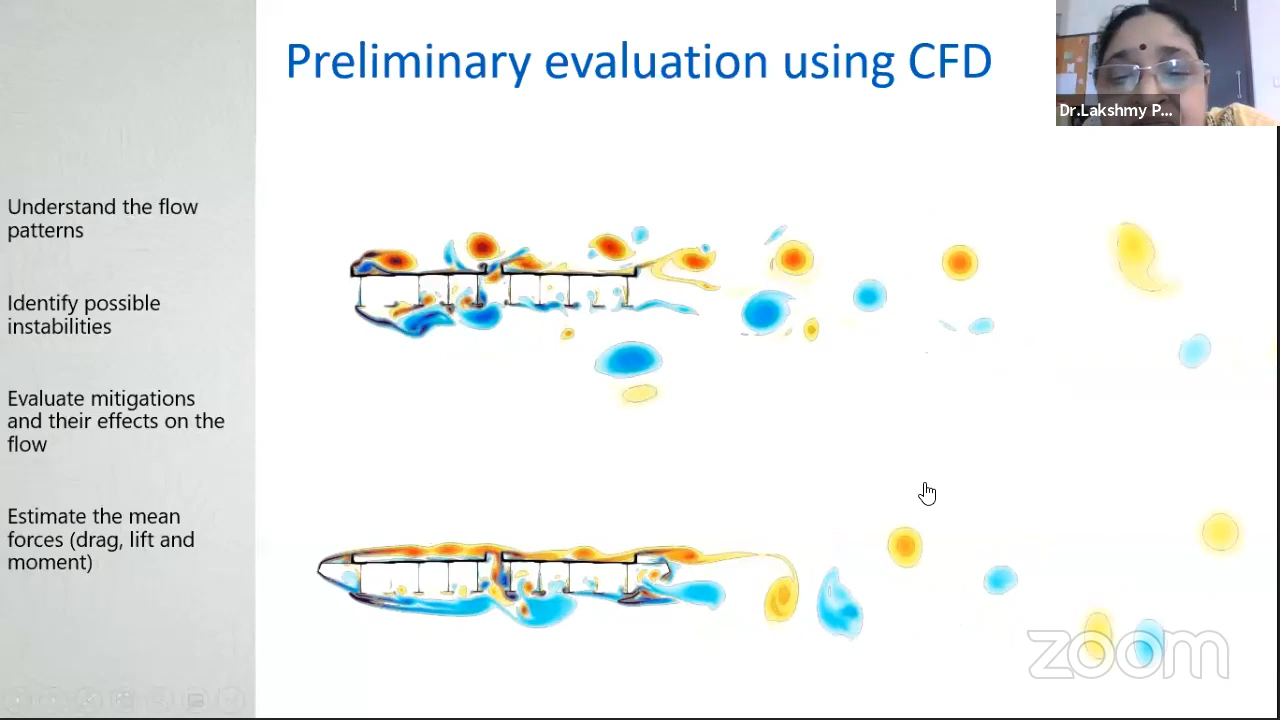 Preliminary evaluation using CFD
Dr.Lakshmy P...
Understand the flow
patterns
Identify possible
instabilities
Evaluate mitigations
and their effects on the
flow
Estimate the mean
forces (drag, lift and
moment)
zoom